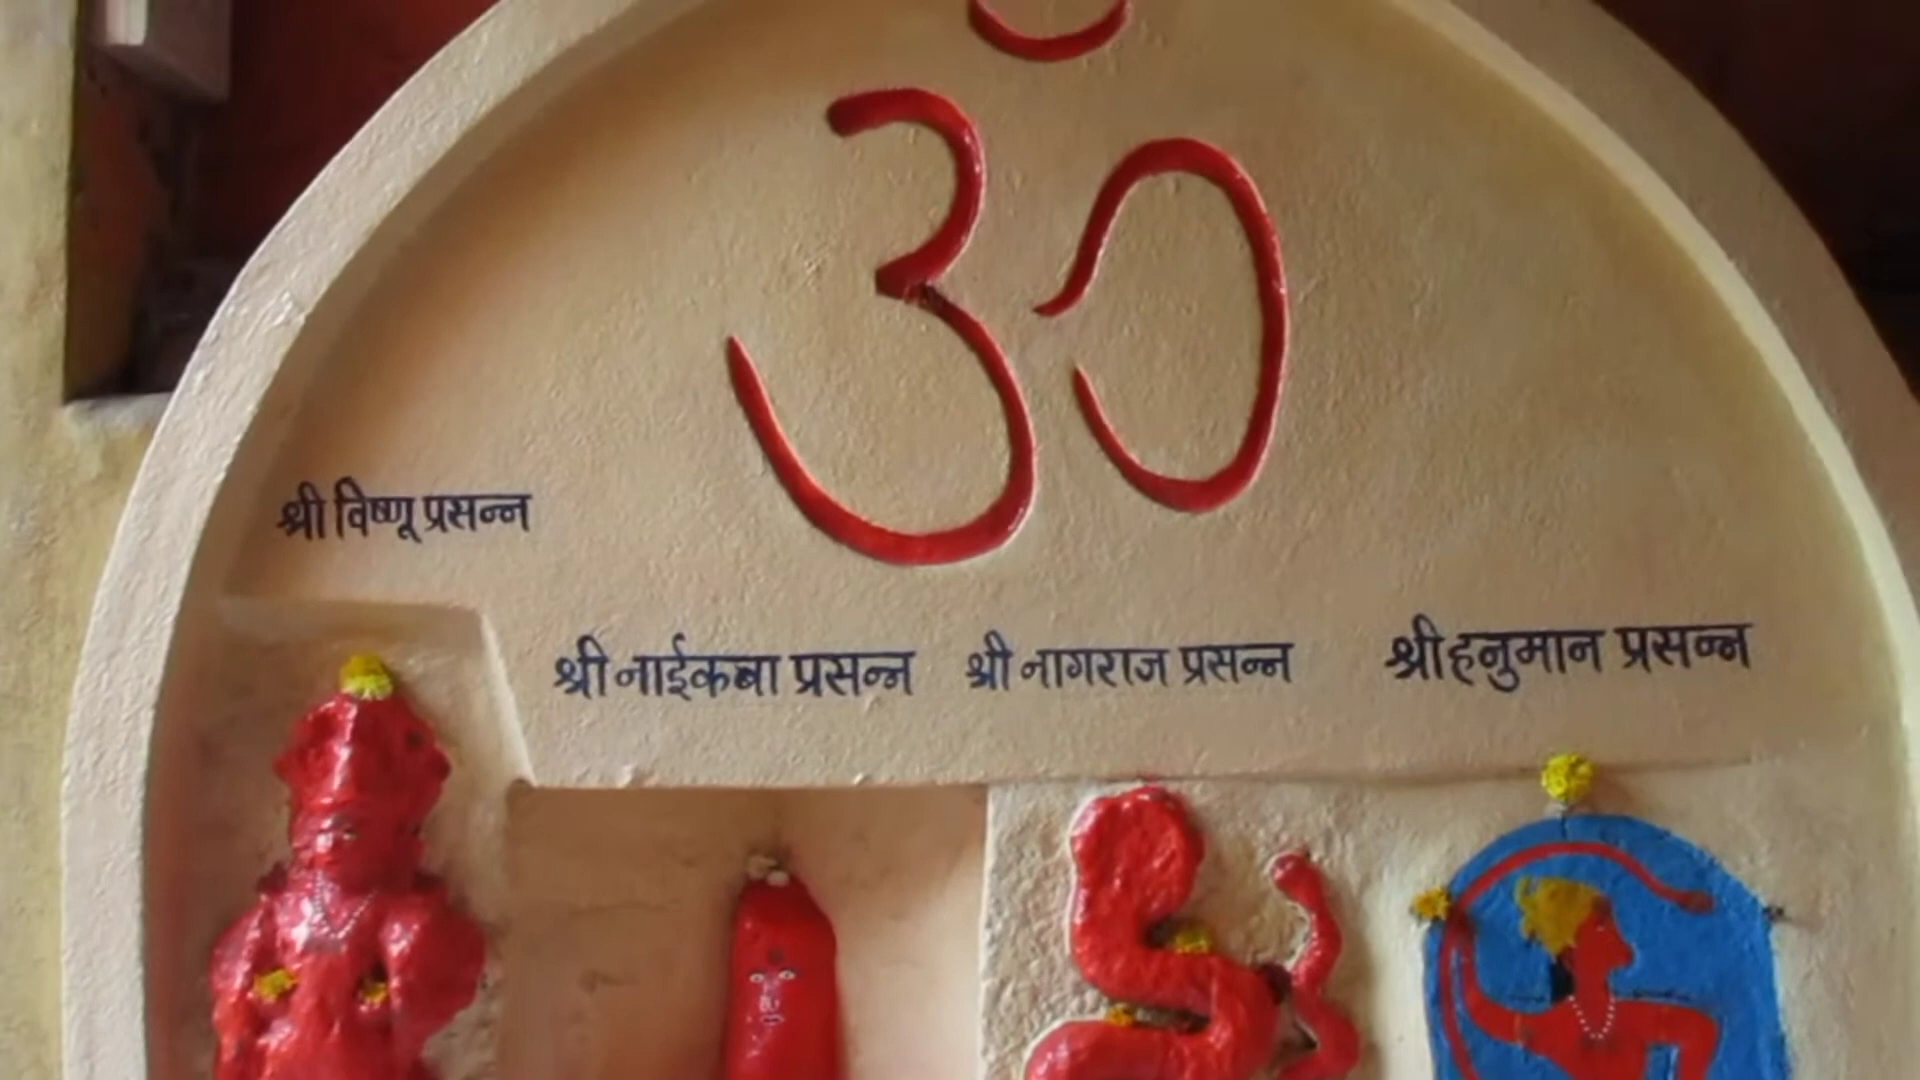 ॐ
श्री विष्णू प्रसन्न
श्री नाईकबा प्रसन्न श्री नागराज प्रसन्न श्री हनुमान प्रसन्न